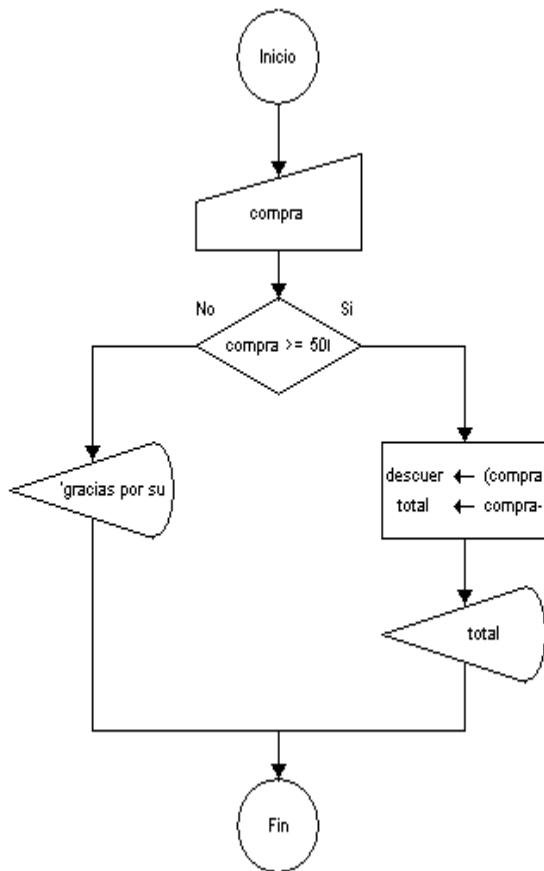 Inicio
compra
No
Si
compra >= 50
'gracias por su
descuer ← (compra
total ← compra-
total
Fin